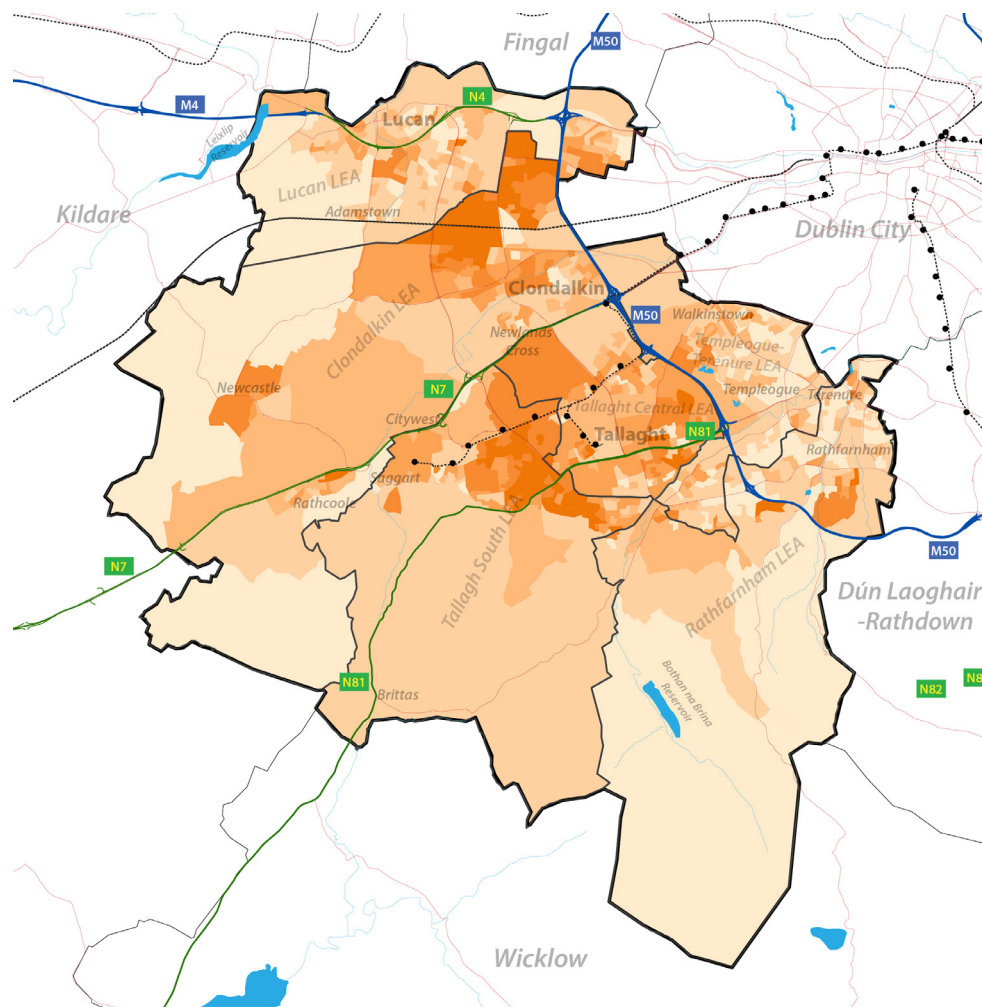 Fingal
M50
M4
N4
Lucan
Leixlip
Reservoir
Lucan LEA
Kildare
Adamstown
Dublin City
Clondalkin
Clondalkin LEA
M50
Walkinstown
Newlands
Cross
Templeogue-
Terenure LEA
Newcastle
N7
Templeogue
Terenure
Citywest
Tallaght Central LEA
Tallaght
N81
Rathfarnham
Saggart
Rathcoole
Tallagh South LEA
M50
N7
Rathfarnham LEA
Dún Laoghair
-Rathdown
N81
Brittas
Bothan na Brina
Reservoir
N82
N8
Wicklow